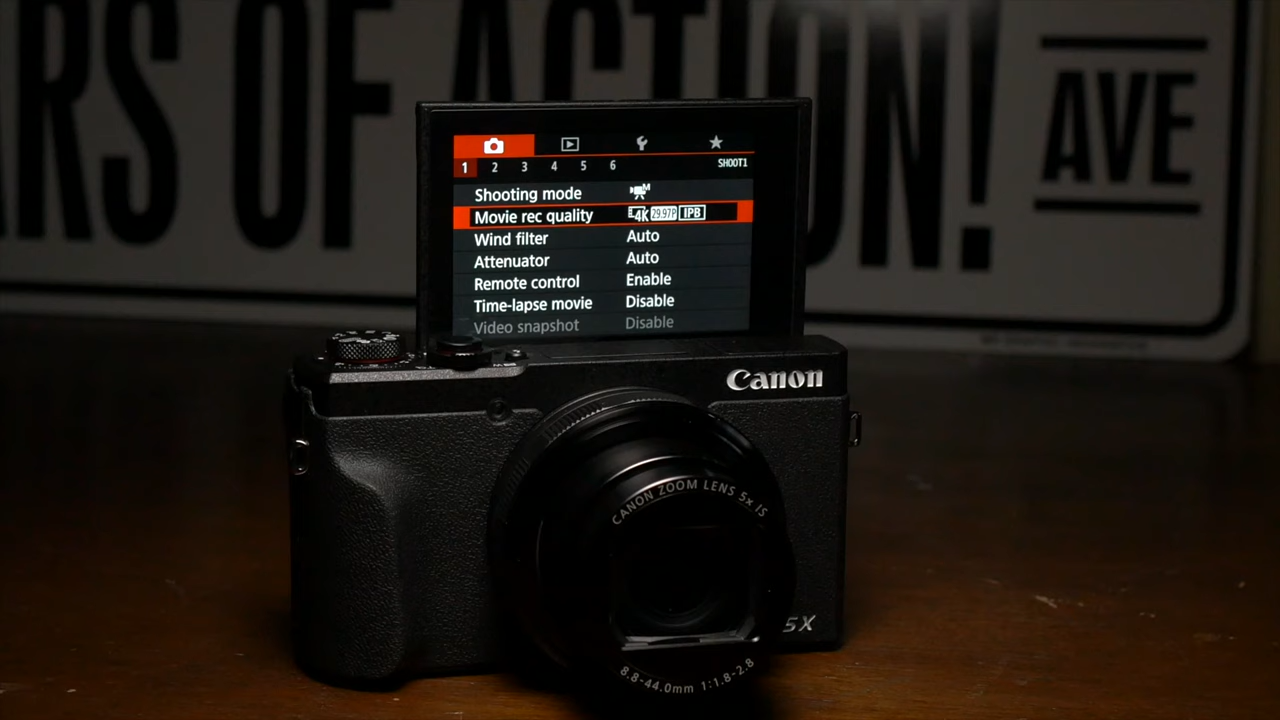 RS OF ACTION!
AVE
1 2 3 4 5 6 SHOOT1
Shooting mode M
Movie rec quality 4K 29.97P IPB
Wind filter Auto
Attenuator Auto
Remote control Enable
Time-lapse movie Disable
Video snapshot Disable
Canon
CANON ZOOM LENS 5x IS
5X
8.8-44.0mm 1:1.8-2.8